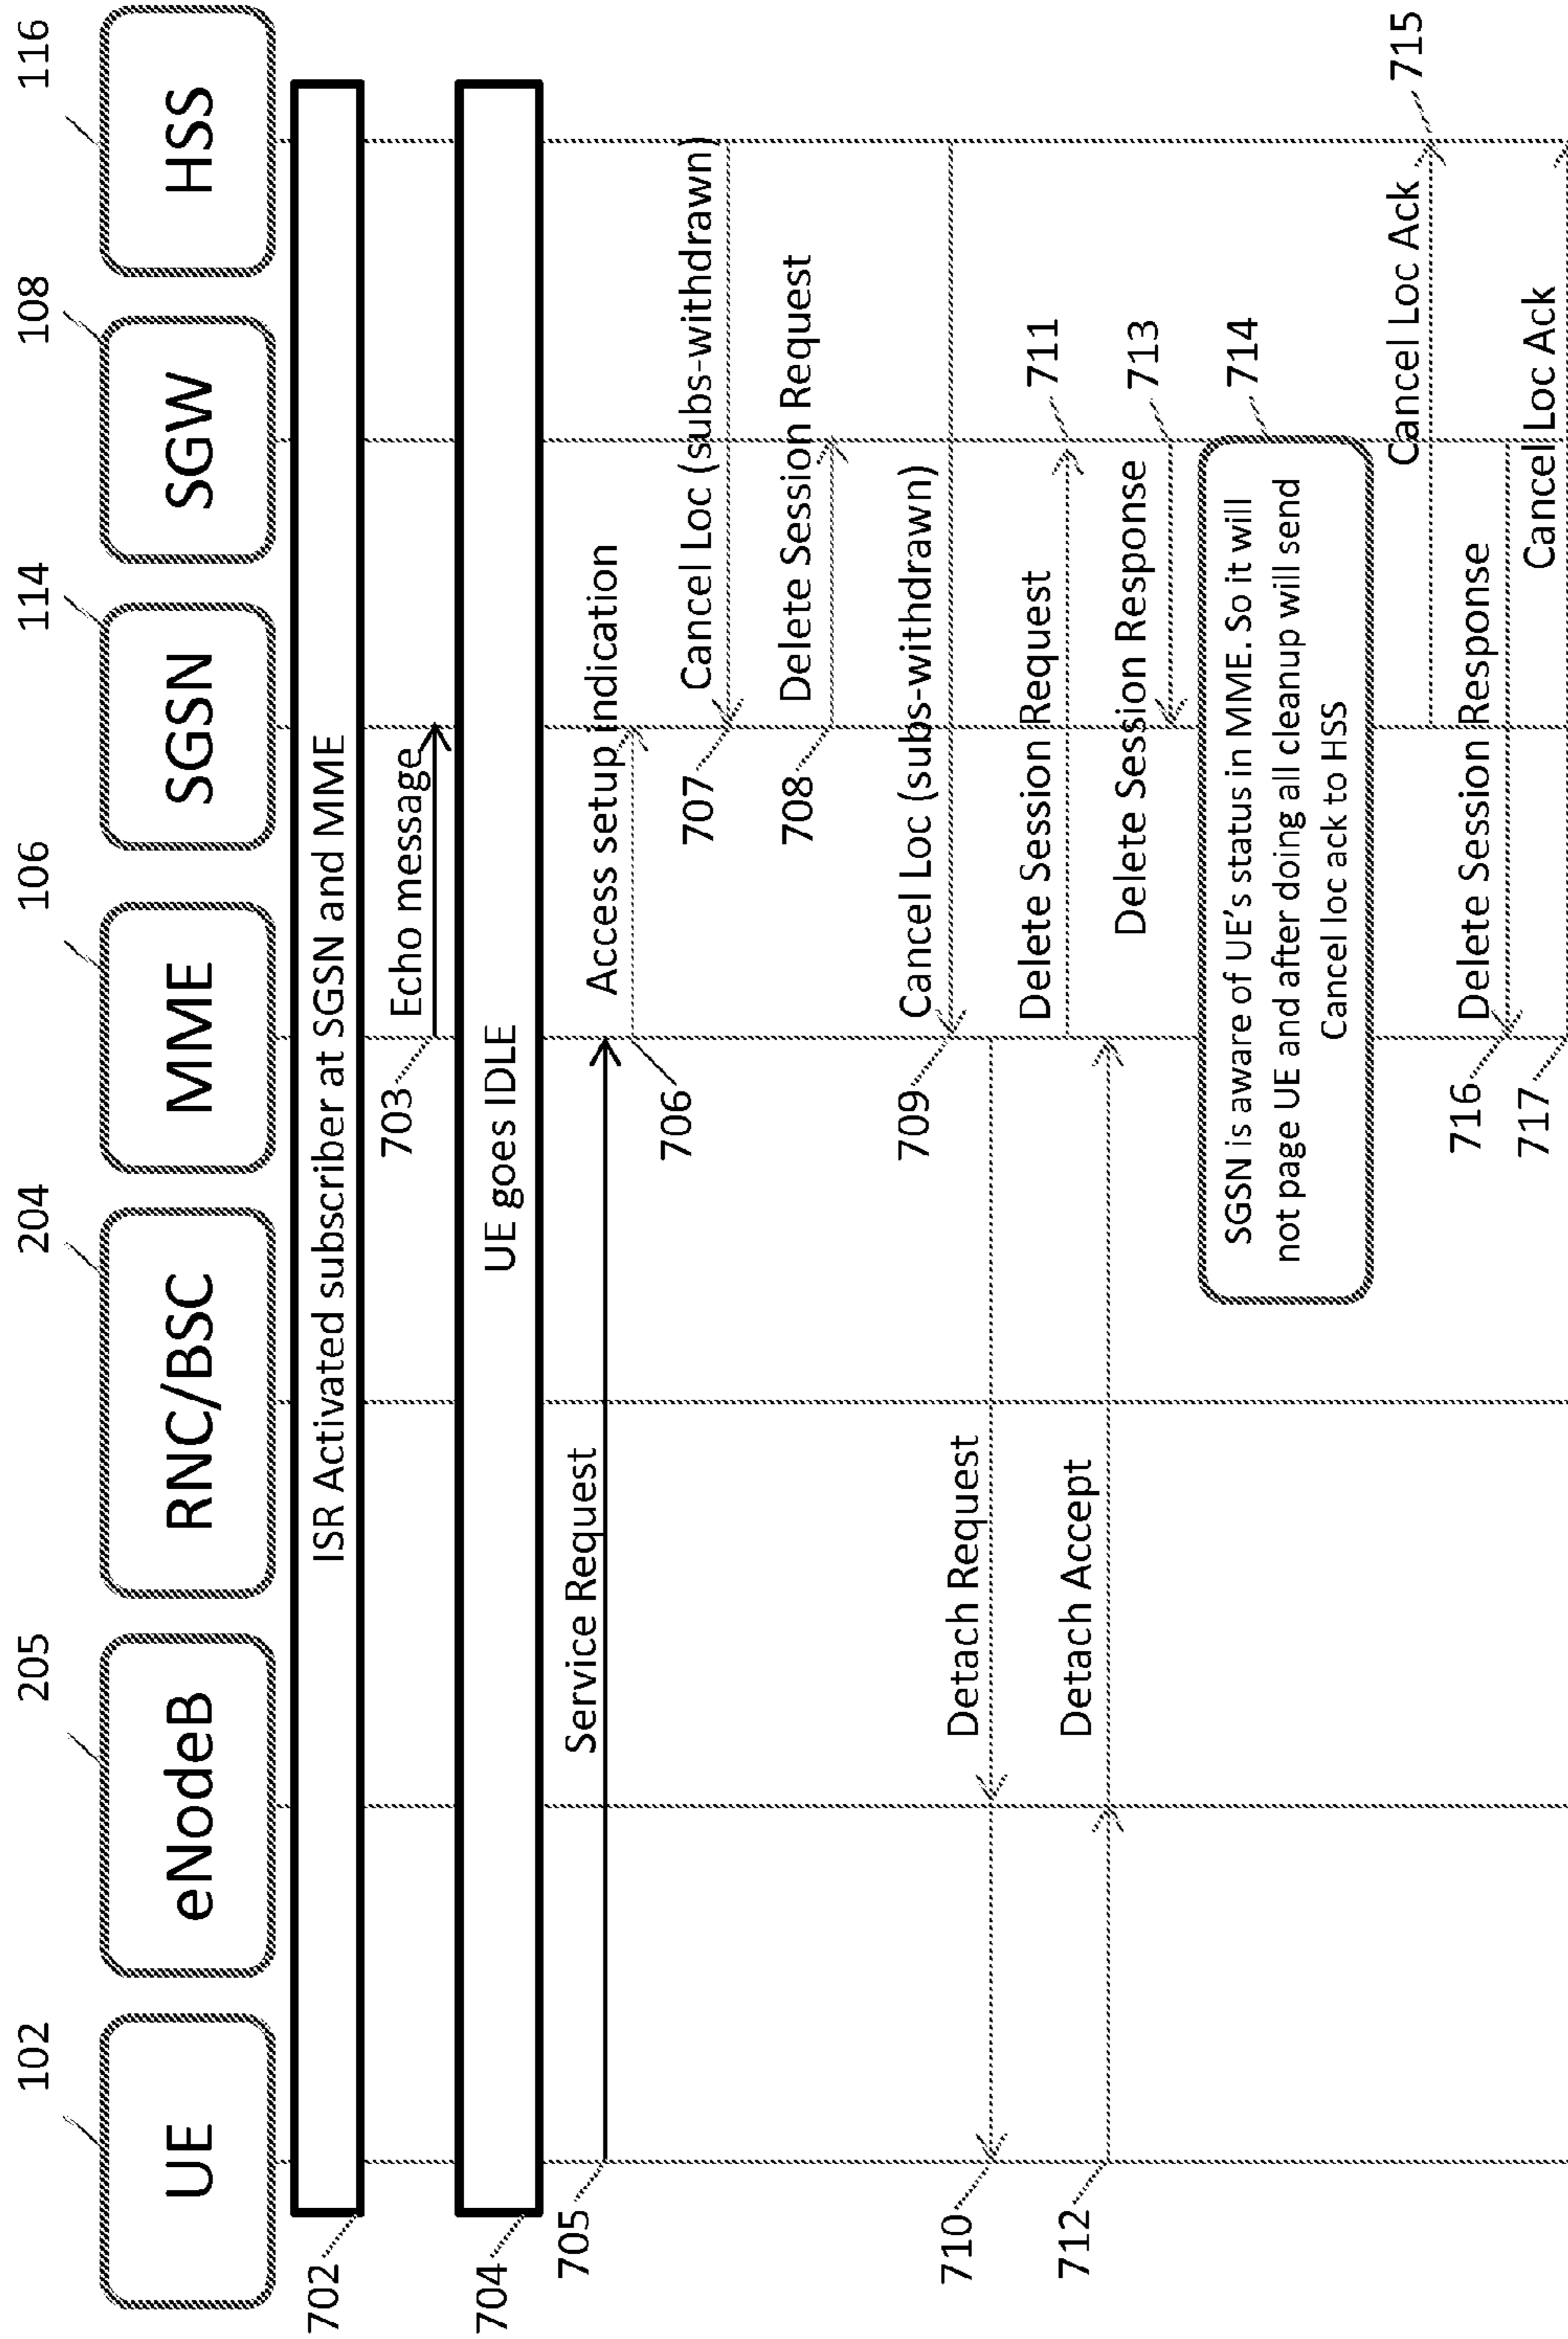 102
205
204
106
114
108
116
UE
eNodeB
RNC/BSC
MME
SGSN
SGW
HSS
702
ISR Activated subscriber at SGSN and MME
703
Echo message
704
UE goes IDLE
705
Service Request
706
Access setup indication
707
Cancel Loc (subs-withdrawn)
708
Delete Session Request
709
Cancel Loc (subs-withdrawn)
710
Detach Request
Delete Session Request
711
712
Detach Accept
Delete Session Response
713
SGSN is aware of UE's status in MME. So it will
not page UE and after doing all cleanup will send
Cancel loc ack to HSS
714
Cancel Loc Ack
715
716
Delete Session Response
717
Cancel Loc Ack